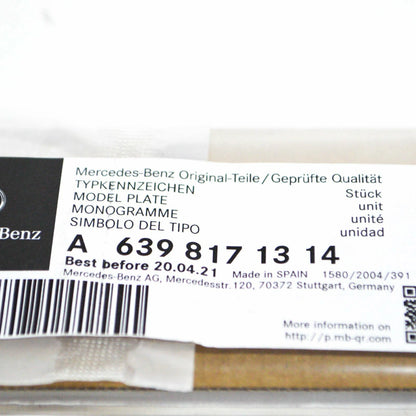 Mercedes-Benz Original-Teile/Geprüfte Qualität
TYPKENNZEICHEN Stück
MODEL PLATE unit
MONOGRAMME unité
SIMBOLO DEL TIPO unidad
Benz
A 639 817 13 14
Best before 20.04.21 Made in SPAIN 1580/2004/391
Mercedes-Benz AG, Mercedesstr. 120, 70372 Stuttgart, Germany
More information on
http://p.mb-qr.com